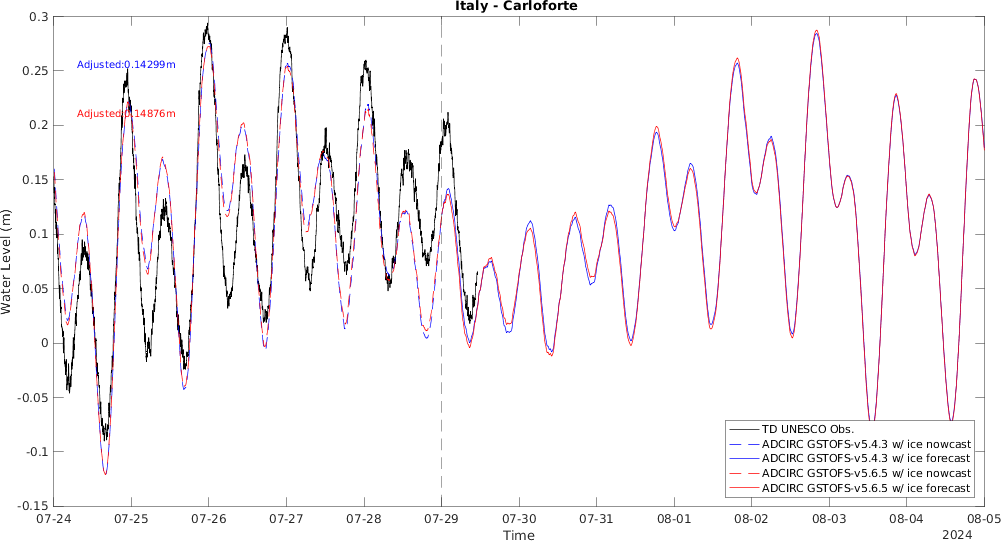 Italy - Carloforte
0.3
0.25
0.2
0.15
0.1
0.05
0
-0.05
-0.1
-0.15
Water Level (m)
Adjusted:0.14299m
Adjusted:0.14876m
TD UNESCO Obs.
ADCIRC GSTOFS-v5.4.3 w/ ice nowcast
ADCIRC GSTOFS-v5.4.3 w/ ice forecast
ADCIRC GSTOFS-v5.6.5 w/ ice nowcast
ADCIRC GSTOFS-v5.6.5 w/ ice forecast
07-24 07-25 07-26 07-27 07-28 07-29 07-30 07-31 08-01 08-02 08-03 08-04 08-05
Time
2024